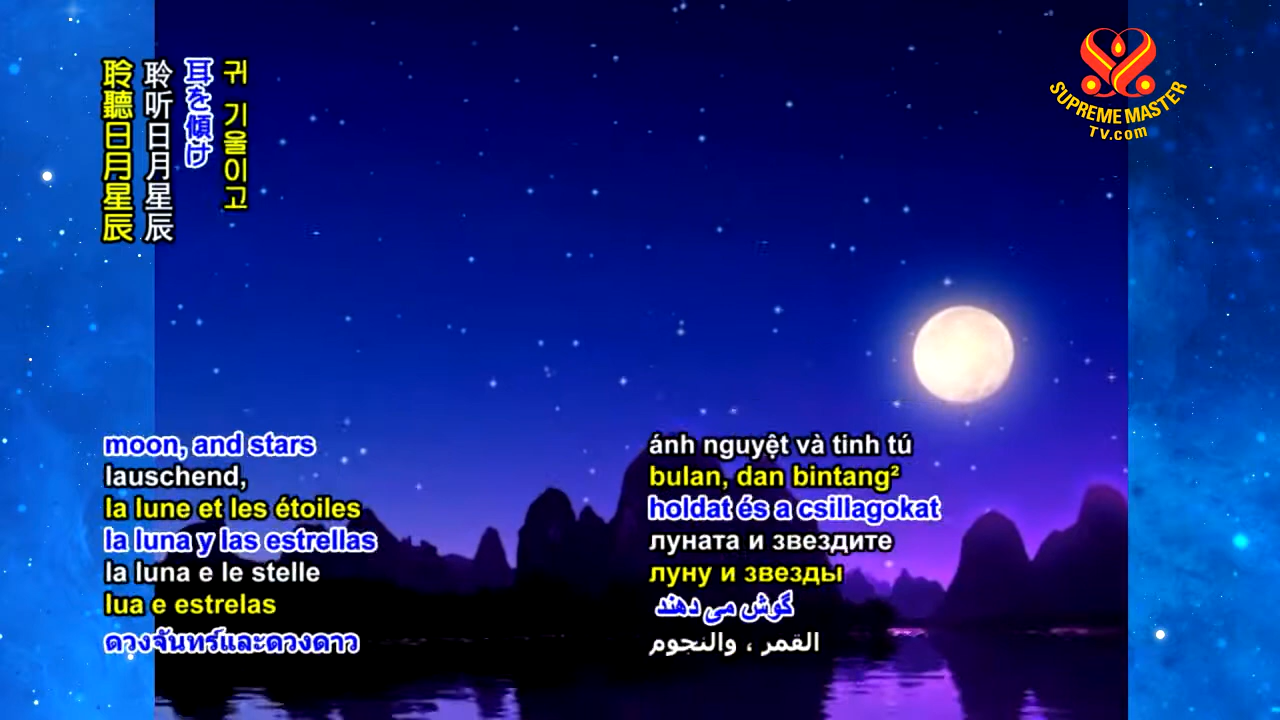 聆聽日月星辰
聆听日月星辰
耳を傾け
귀 기울이고
SUPREME MASTER
TV.com
moon, and stars
lauschend,
la lune et les étoiles
la luna y las estrellas
la luna e le stelle
lua e estrelas
ดวงจันทร์และดวงดาว
ánh nguyệt và tinh tú
bulan, dan bintang²
holdat és a csillagokat
луната и звездите
луну и звезды
گوش می دهند
القمر ، والنجوم